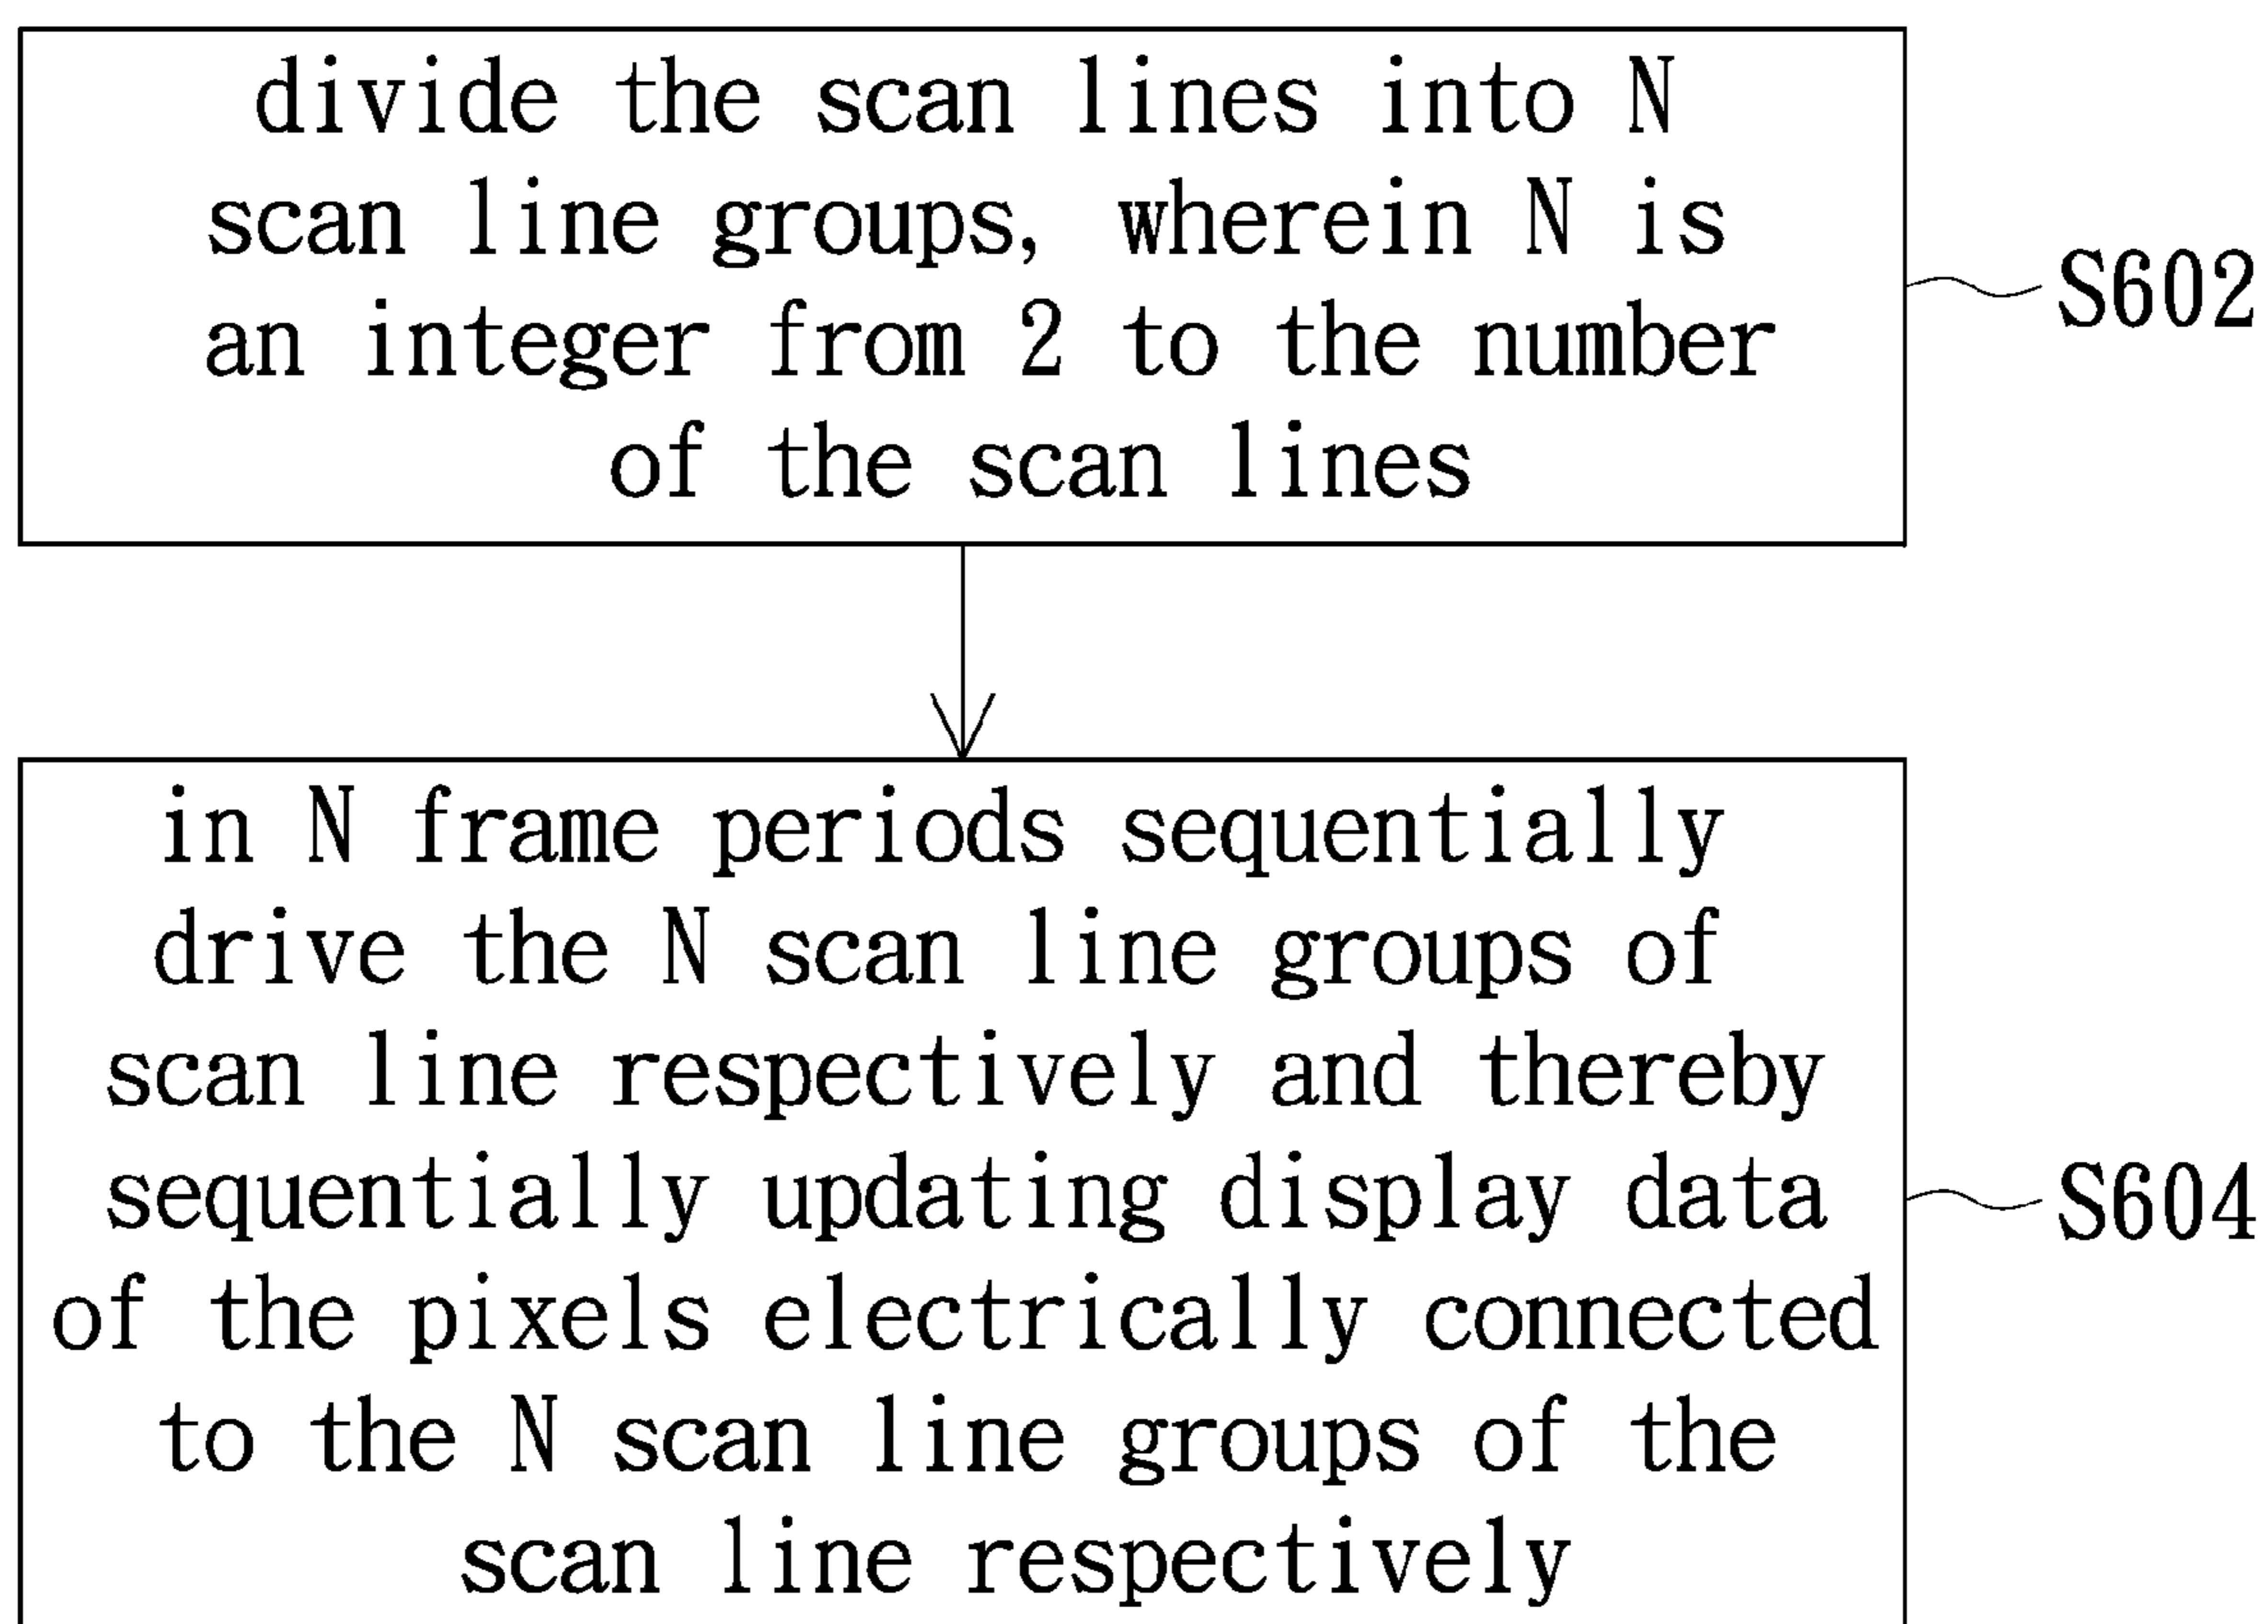 divide the scan lines into N
scan line groups, wherein N is
an integer from 2 to the number
of the scan lines
S602
in N frame periods sequentially
drive the N scan line groups of
scan line respectively and thereby
sequentially updating display data
of the pixels electrically connected
to the N scan line groups of the
scan line respectively
S604